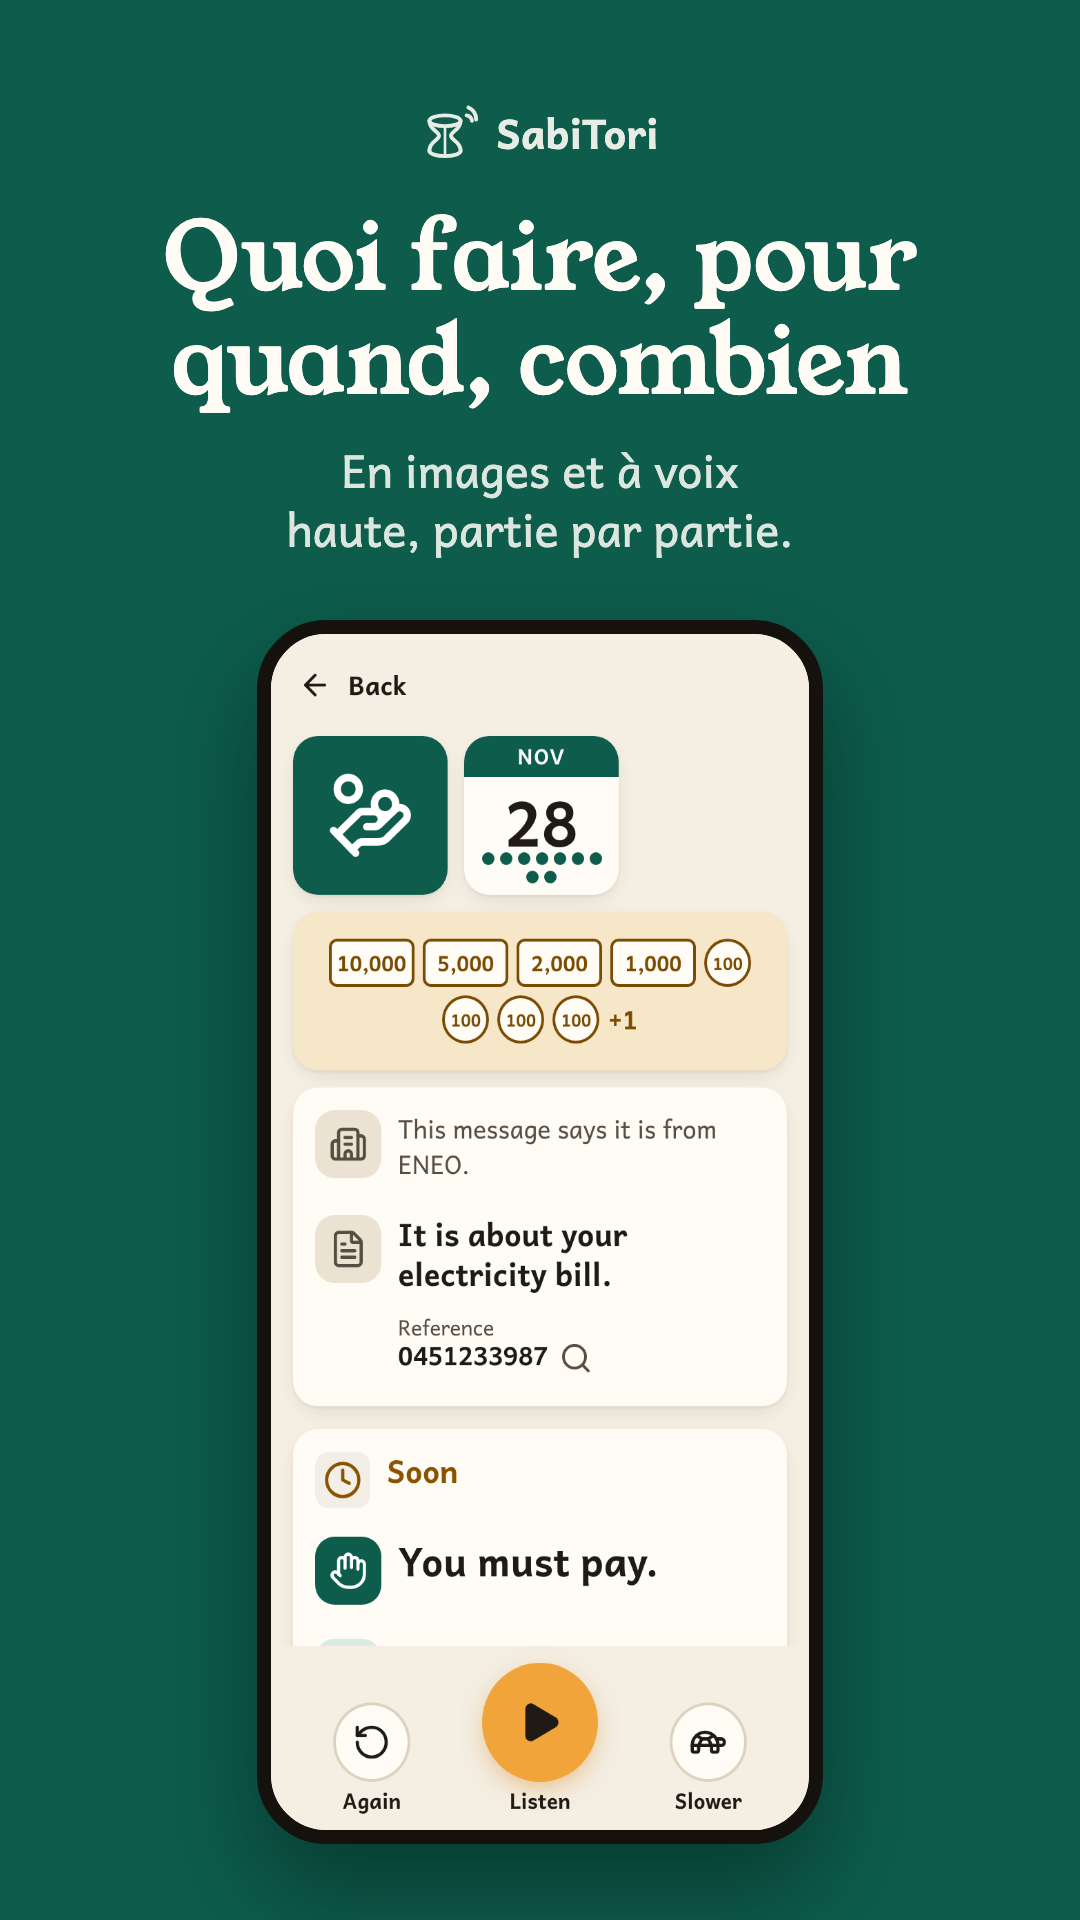 SabiTori
Quoi faire, pour
quand, combien
En images et à voix
haute, partie par partie.
Back
NOV
28
10,000 5,000 2,000 1,000 100
100 100 100 +1
This message says it is from
ENEO.
It is about your
electricity bill.
Reference
0451233987
Soon
You must pay.
Again Listen Slower